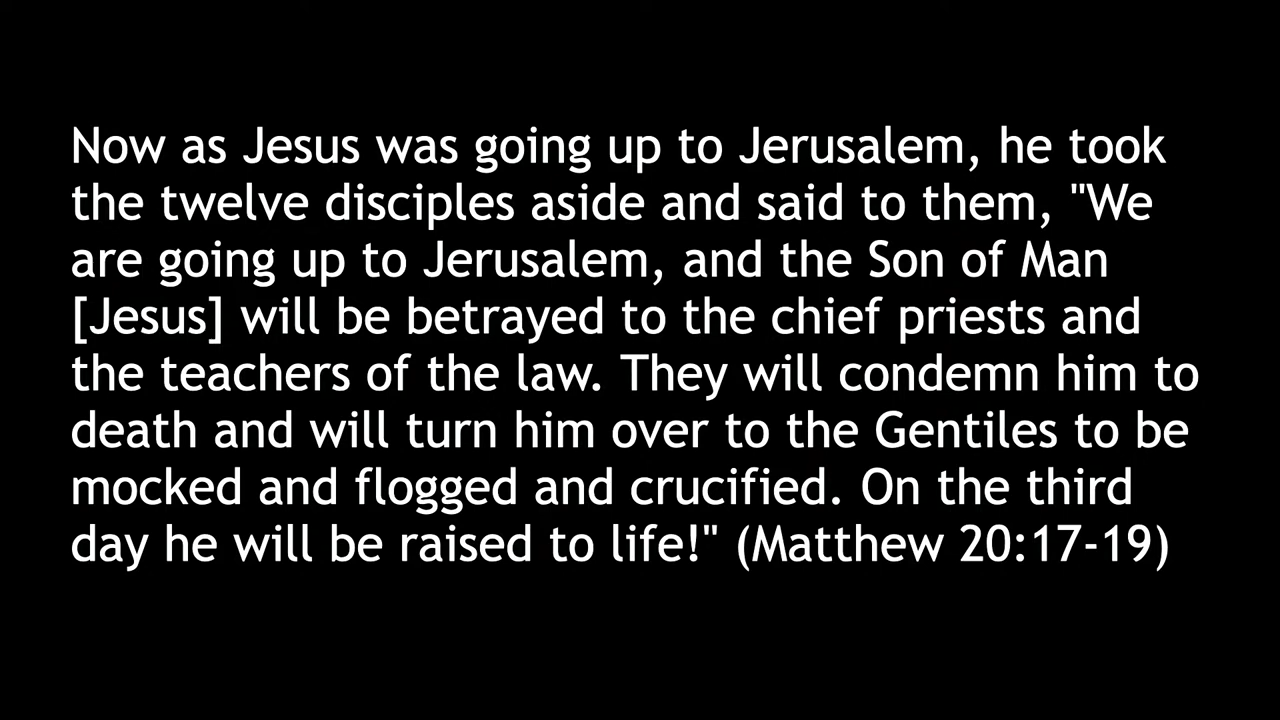 Now as Jesus was going up to Jerusalem, he took
the twelve disciples aside and said to them, "We
are going up to Jerusalem, and the Son of Man
[Jesus] will be betrayed to the chief priests and
the teachers of the law. They will condemn him to
death and will turn him over to the Gentiles to be
mocked and flogged and crucified. On the third
day he will be raised to life!" (Matthew 20:17-19)